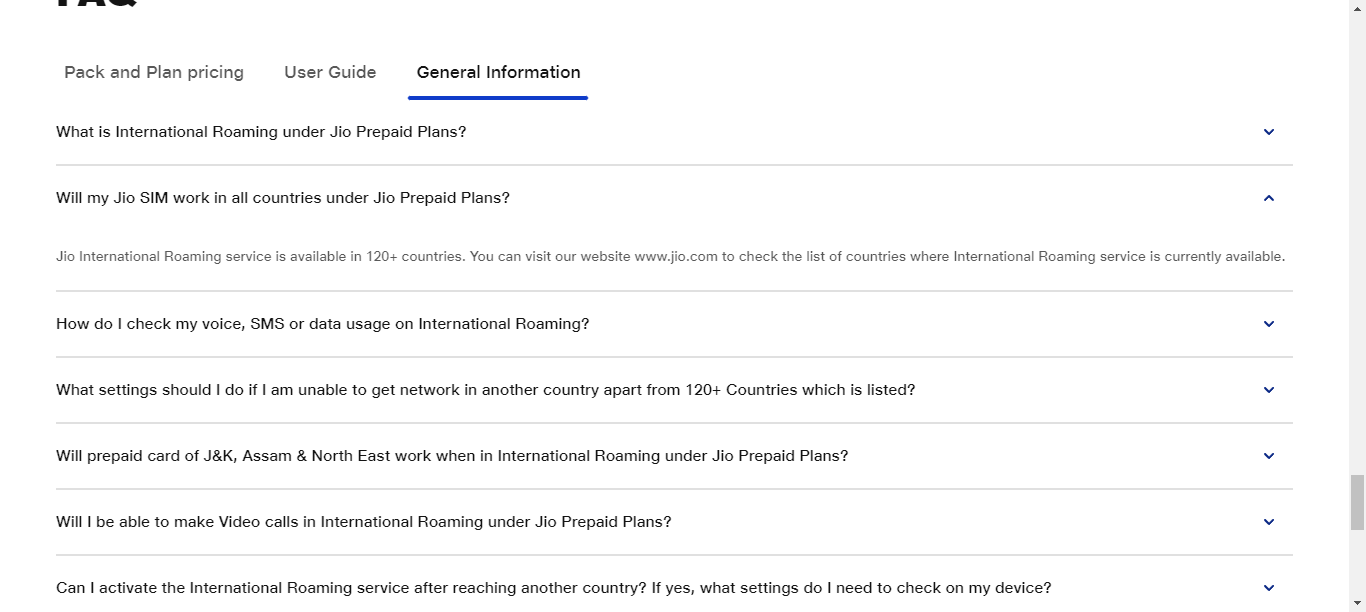 FAQ
Pack and Plan pricing
User Guide
General Information
What is International Roaming under Jio Prepaid Plans?
Will my Jio SIM work in all countries under Jio Prepaid Plans?
Jio International Roaming service is available in 120+ countries. You can visit our website www.jio.com to check the list of countries where International Roaming service is currently available.
How do I check my voice, SMS or data usage on International Roaming?
What settings should I do if I am unable to get network in another country apart from 120+ Countries which is listed?
Will prepaid card of J&K, Assam & North East work when in International Roaming under Jio Prepaid Plans?
Will I be able to make Video calls in International Roaming under Jio Prepaid Plans?
Can I activate the International Roaming service after reaching another country? If yes, what settings do I need to check on my device?